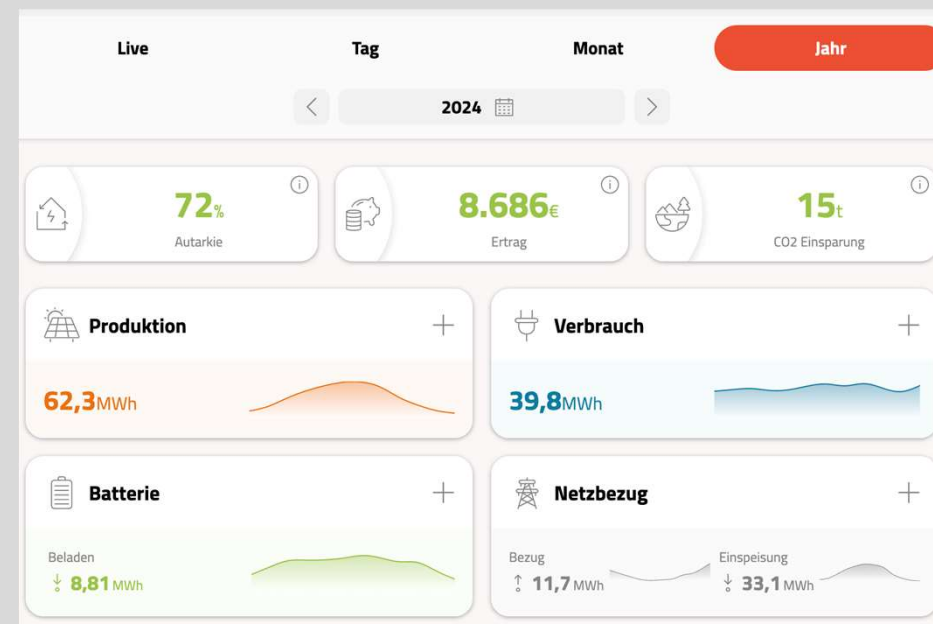 Live Tag Monat Jahr
2024
72% 8.686€ 15t
Autarkie Ertrag CO2 Einsparung
Produktion Verbrauch
62,3MWh 39,8MWh
Batterie Netzbezug
Beladen Bezug Einspeisung
8,81 MWh 11,7 MWh 33,1 MWh